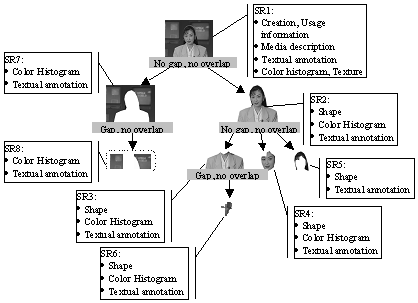 SR1:
• Creation, Usage
information
• Media description
• Textual annotation
• Color histogram, Texture
No gap, no overlap
SR7:
• Color Histogram
• Textual annotation
SR2:
• Shape
• Color Histogram
• Textual annotation
Gap, no overlap
No gap, no overlap
SR8:
• Color Histogram
• Textual annotation
SR5:
• Shape
• Textual annotation
Gap, no overlap
SR3:
• Shape
• Color Histogram
• Textual annotation
SR4:
• Shape
• Color Histogram
• Textual annotation
SR6:
• Shape
• Color Histogram
• Textual annotation